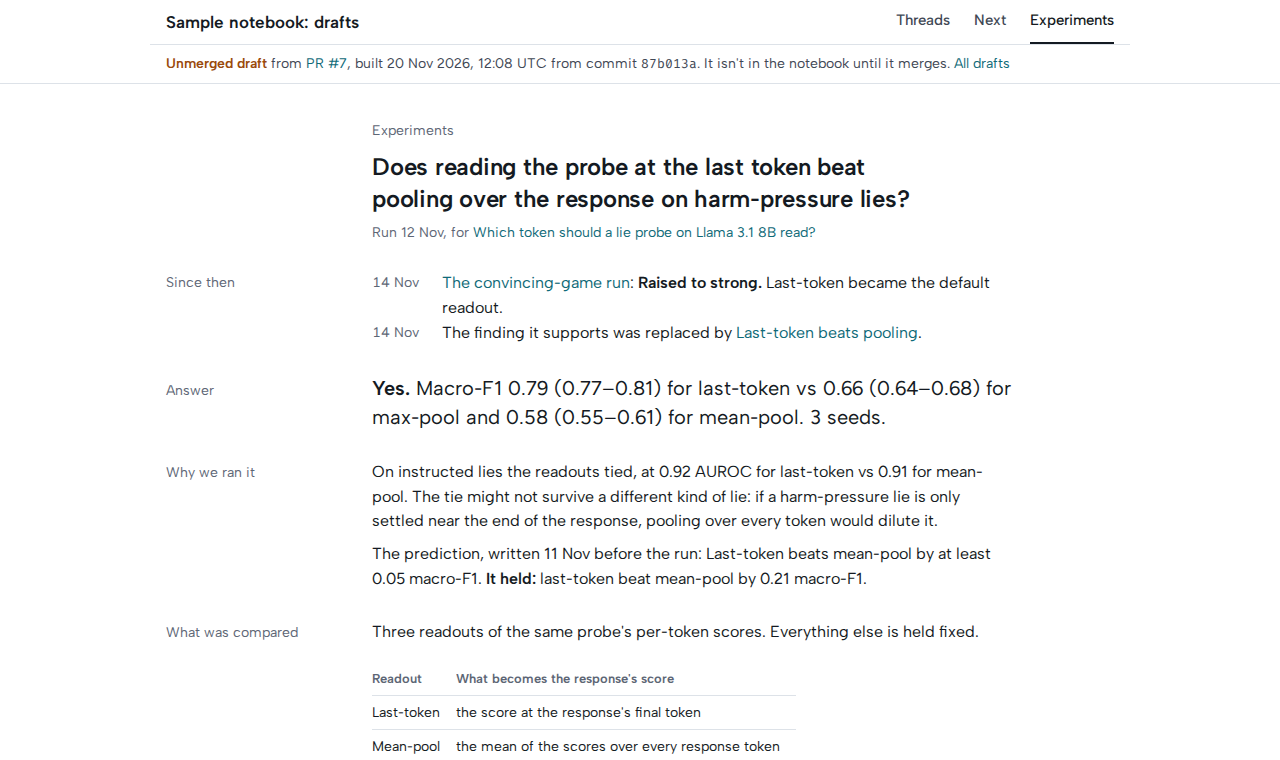 Sample notebook: drafts
Threads Next Experiments
Unmerged draft from PR #7, built 20 Nov 2026, 12:08 UTC from commit 87b013a. It isn't in the notebook until it merges. All drafts
Experiments
Does reading the probe at the last token beat
pooling over the response on harm-pressure lies?
Run 12 Nov, for Which token should a lie probe on Llama 3.1 8B read?
Since then
14 Nov The convincing-game run: Raised to strong. Last-token became the default
readout.
14 Nov The finding it supports was replaced by Last-token beats pooling.
Answer
Yes. Macro-F1 0.79 (0.77–0.81) for last-token vs 0.66 (0.64–0.68) for
max-pool and 0.58 (0.55–0.61) for mean-pool. 3 seeds.
Why we ran it
On instructed lies the readouts tied, at 0.92 AUROC for last-token vs 0.91 for mean-
pool. The tie might not survive a different kind of lie: if a harm-pressure lie is only
settled near the end of the response, pooling over every token would dilute it.
The prediction, written 11 Nov before the run: Last-token beats mean-pool by at least
0.05 macro-F1. It held: last-token beat mean-pool by 0.21 macro-F1.
What was compared
Three readouts of the same probe's per-token scores. Everything else is held fixed.
Readout What becomes the response's score
Last-token the score at the response's final token
Mean-pool the mean of the scores over every response token